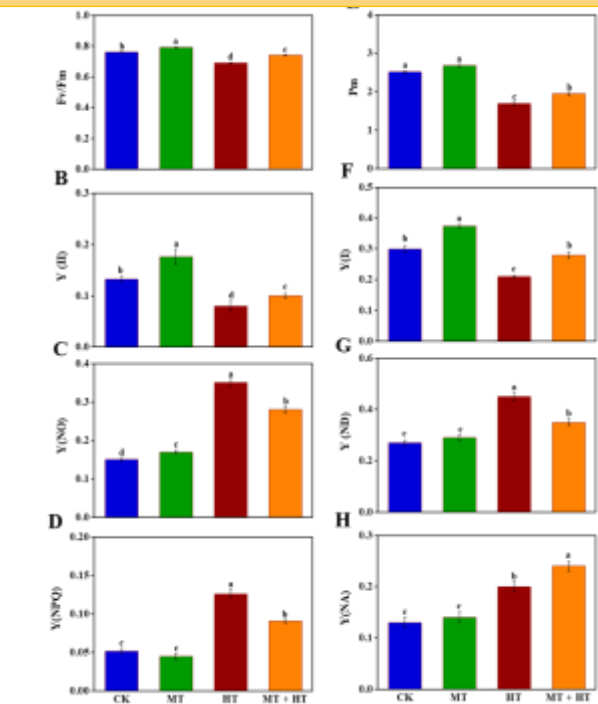 1.0
0.8
0.6
0.4
0.2
0.0
Fv/Fm
b
a
d
c
B
0.3
0.2
0.1
0.0
Y (II)
b
a
d
c
C
0.4
0.3
0.2
0.1
0.0
Y(NO)
d
c
a
b
D
0.20
0.15
0.10
0.05
0.00
Y(NPQ)
c
c
a
b
CK MT HT MT + HT
4
3
2
1
0
Pm
a
a
c
b
F
0.5
0.4
0.3
0.2
0.1
0.0
Y(I)
b
a
c
b
G
0.6
0.4
0.2
0.0
Y (ND)
c
c
a
b
H
0.3
0.2
0.1
0.0
Y(NA)
c
c
b
a
CK MT HT MT + HT